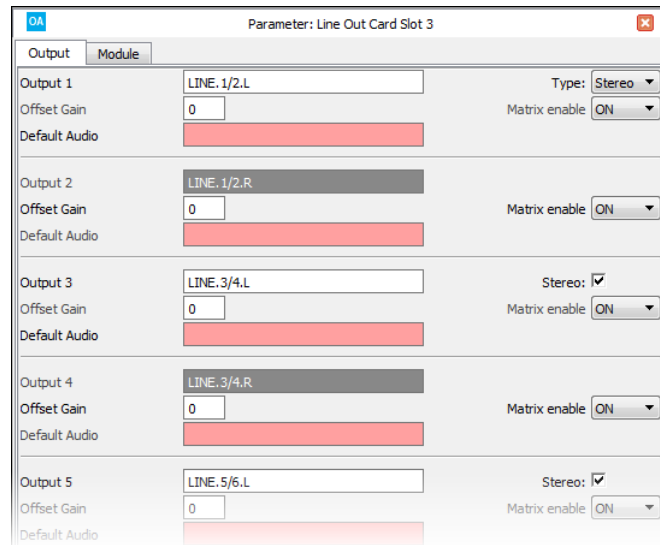 OA Parameter: Line Out Card Slot 3
Output Module
Output 1 LINE.1/2.L Type: Stereo
Offset Gain 0 Matrix enable ON
Default Audio
Output 2 LINE.1/2.R
Offset Gain 0 Matrix enable ON
Default Audio
Output 3 LINE.3/4.L Stereo:
Offset Gain 0 Matrix enable ON
Default Audio
Output 4 LINE.3/4.R
Offset Gain 0 Matrix enable ON
Default Audio
Output 5 LINE.5/6.L Stereo:
Offset Gain 0 Matrix enable ON
Default Audio